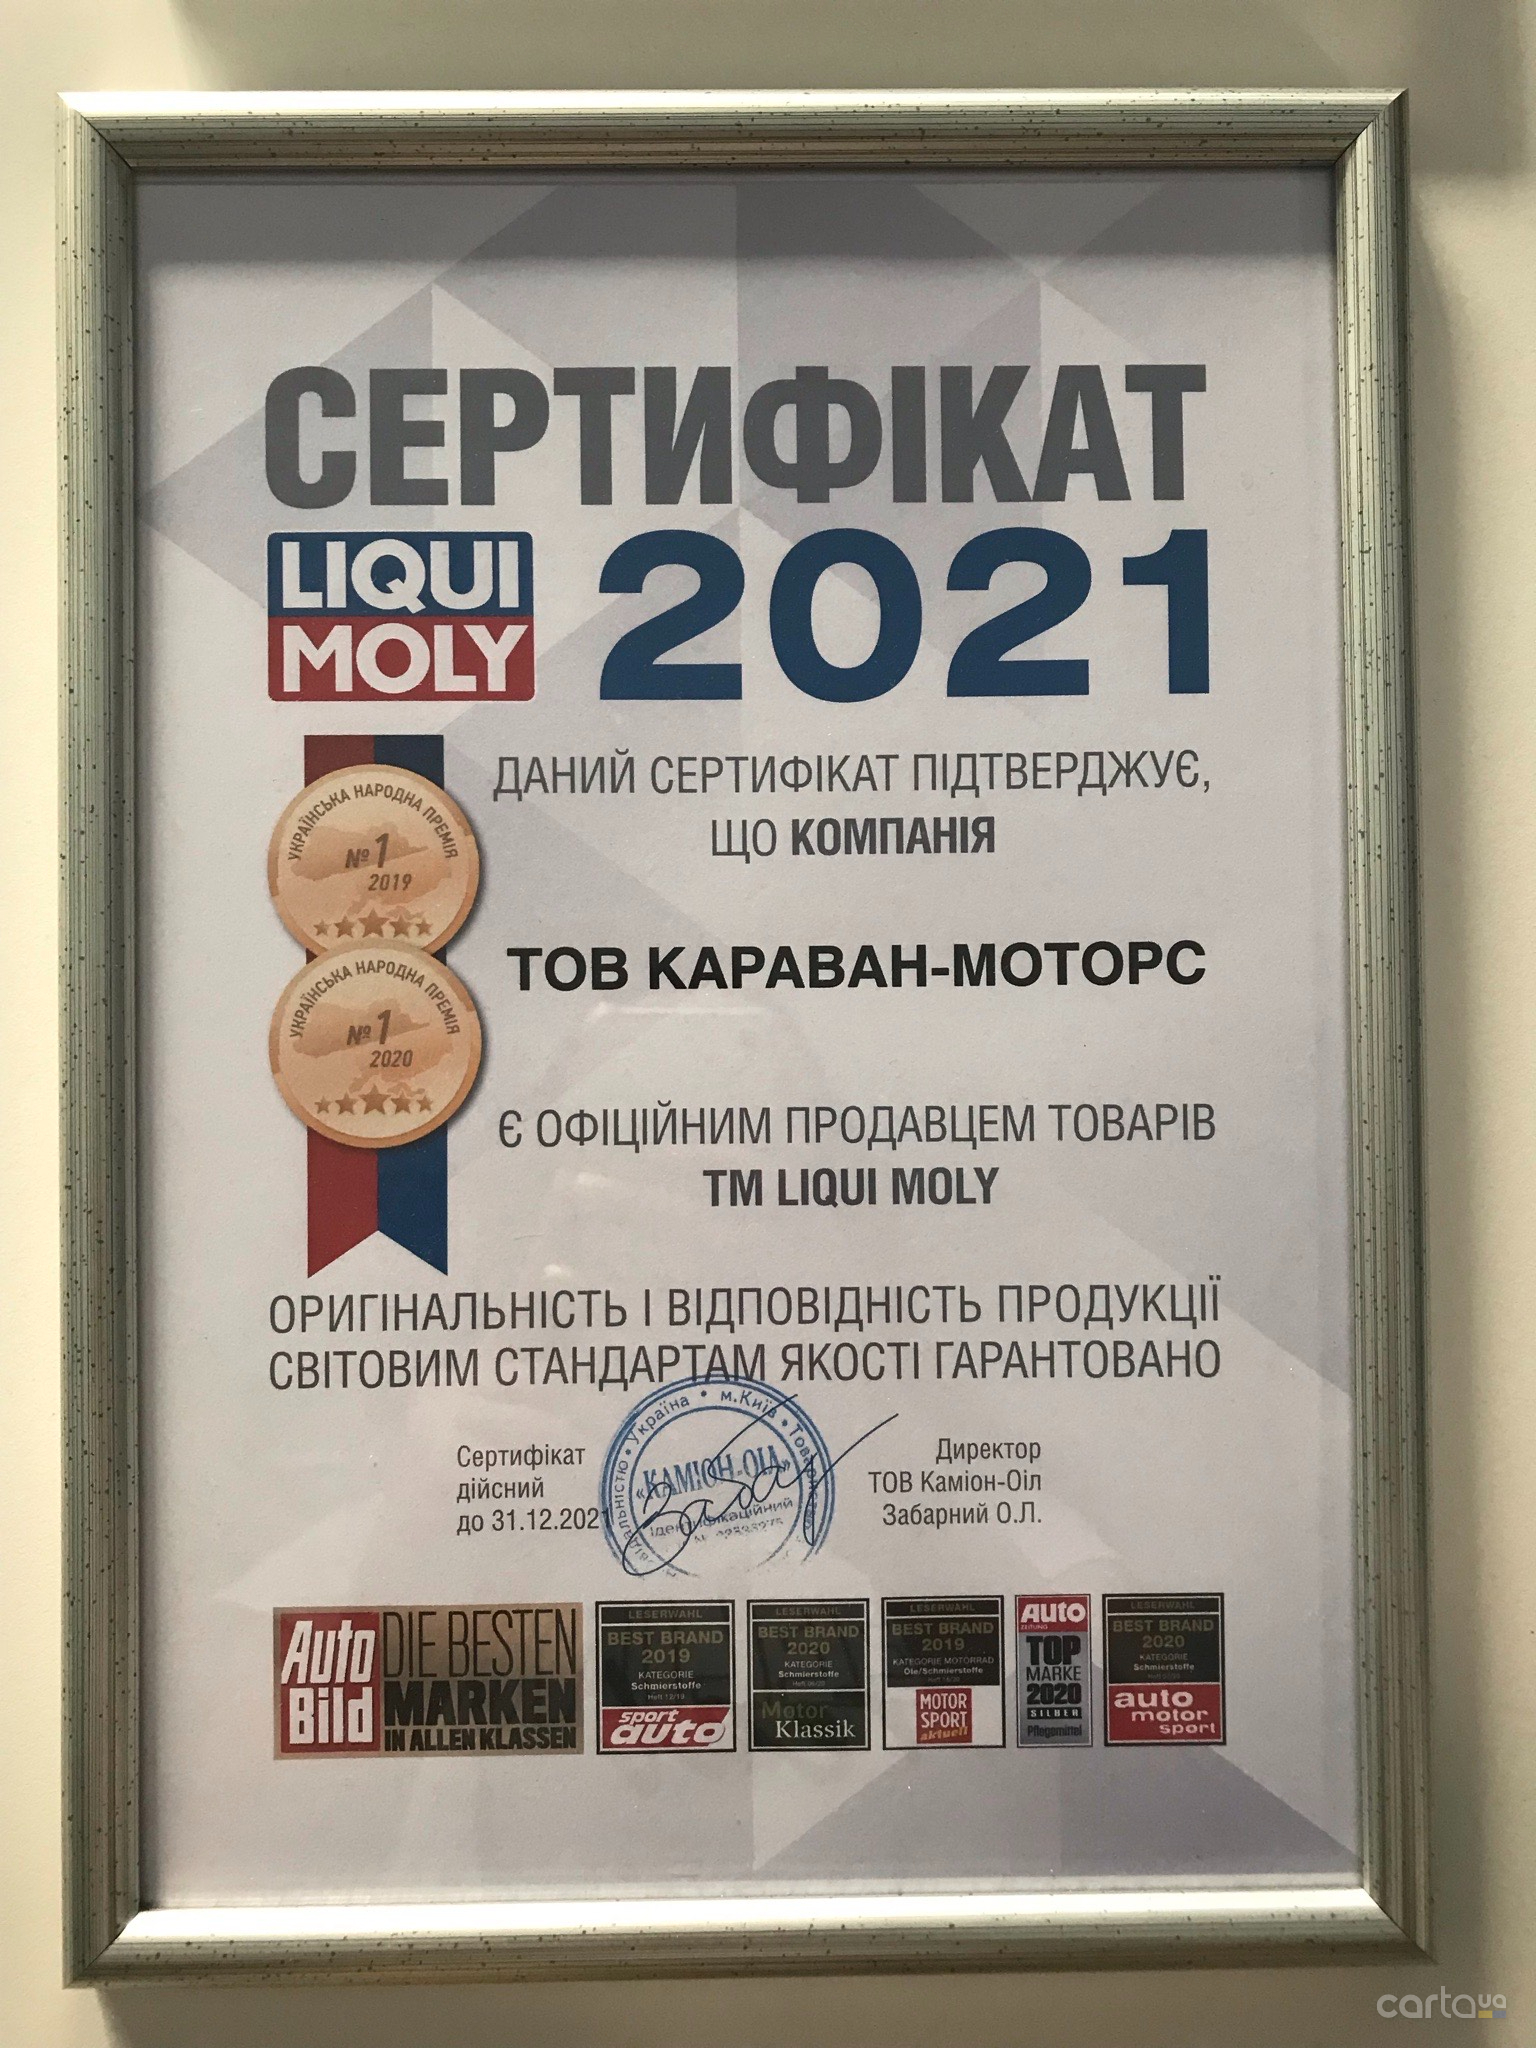 СЕРТИФІКАТ
LIQUI
MOLY
2021
ДАНИЙ СЕРТИФІКАТ ПІДТВЕРДЖУЄ,
ЩО КОМПАНІЯ
УКРАЇНСЬКА НАРОДНА ПРЕМІЯ
№1
2019
ТОВ КАРАВАН-МОТОРС
УКРАЇНСЬКА НАРОДНА ПРЕМІЯ
№1
2020
Є ОФІЦІЙНИМ ПРОДАВЦЕМ ТОВАРІВ
ТМ LIQUI MOLY
ОРИГІНАЛЬНІСТЬ І ВІДПОВІДНІСТЬ ПРОДУКЦІЇ
СВІТОВИМ СТАНДАРТАМ ЯКОСТІ ГАРАНТОВАНО
Сертифікат
дійсний
до 31.12.2021
Україна • м.Київ •
«КАМІОН-ОІЛ»
Ідентифікаційний
Директор
ТОВ Каміон-Оіл
Забарний О.Л.
Auto
Bild
DIE BESTEN
MARKEN
IN ALLEN KLASSEN
LESERWAHL
BEST BRAND
2019
KATEGORIE
Schmierstoffe
Heft 12/19
sport
auto
LESERWAHL
BEST BRAND
2020
KATEGORIE
Schmierstoffe
Motor
Klassik
LESERWAHL
BEST BRAND
2019
KATEGORIE MOTORRAD
Öle/Schmierstoffe
MOTOR
SPORT
aktuell
Auto
ZEITUNG
TOP
MARKE
2020
SILBER
Pflegemittel
LESERWAHL
BEST BRAND
2020
KATEGORIE
Schmierstoffe
auto
motor
sport
carta ua